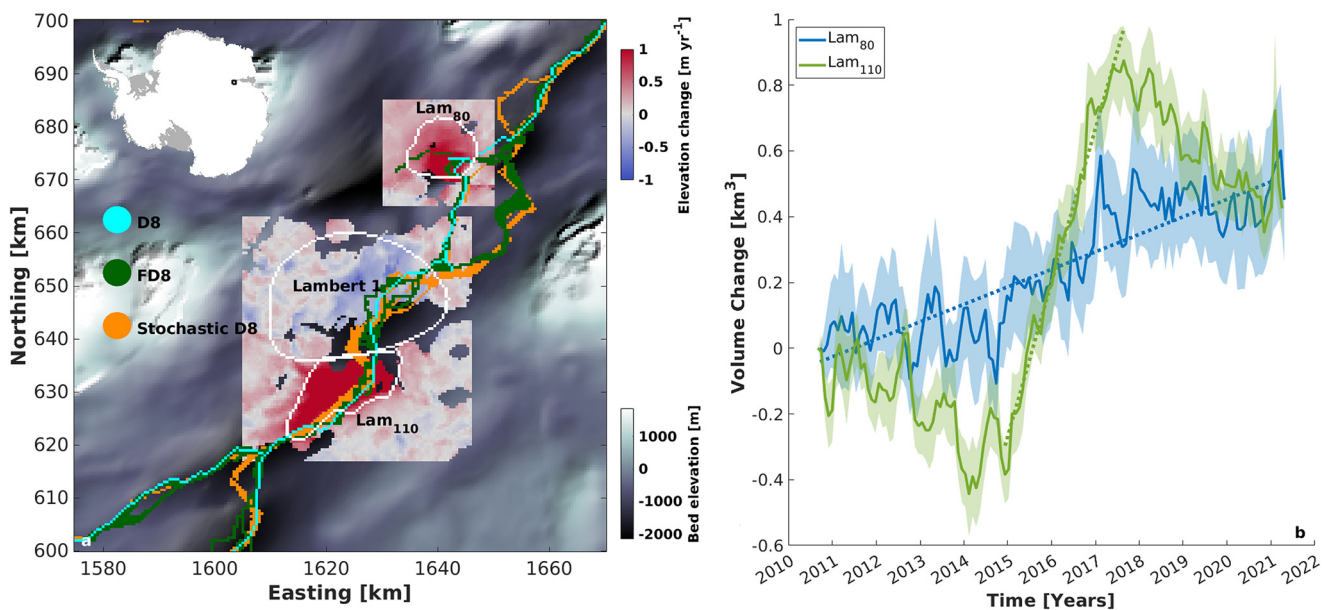 700
690
680
670
660
650
640
630
620
610
600
Northing [km]
1580
1600
1620
1640
1660
Easting [km]
D8
FD8
Stochastic D8
Lam80
Lambert 1
Lam110
a
1
0.5
0
-0.5
-1
Elevation change [m yr-1]
1000
0
-1000
-2000
Bed elevation [m]
Lam80
Lam110
1
0.8
0.6
0.4
0.2
0
-0.2
-0.4
-0.6
Volume Change [km3]
b
2010
2011
2012
2013
2014
2015
2016
2017
2018
2019
2020
2021
2022
Time [Years]